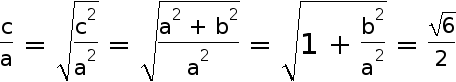 c/a = √(c²/a²) = √((a² + b²)/a²) = √(1 + b²/a²) = √6/2